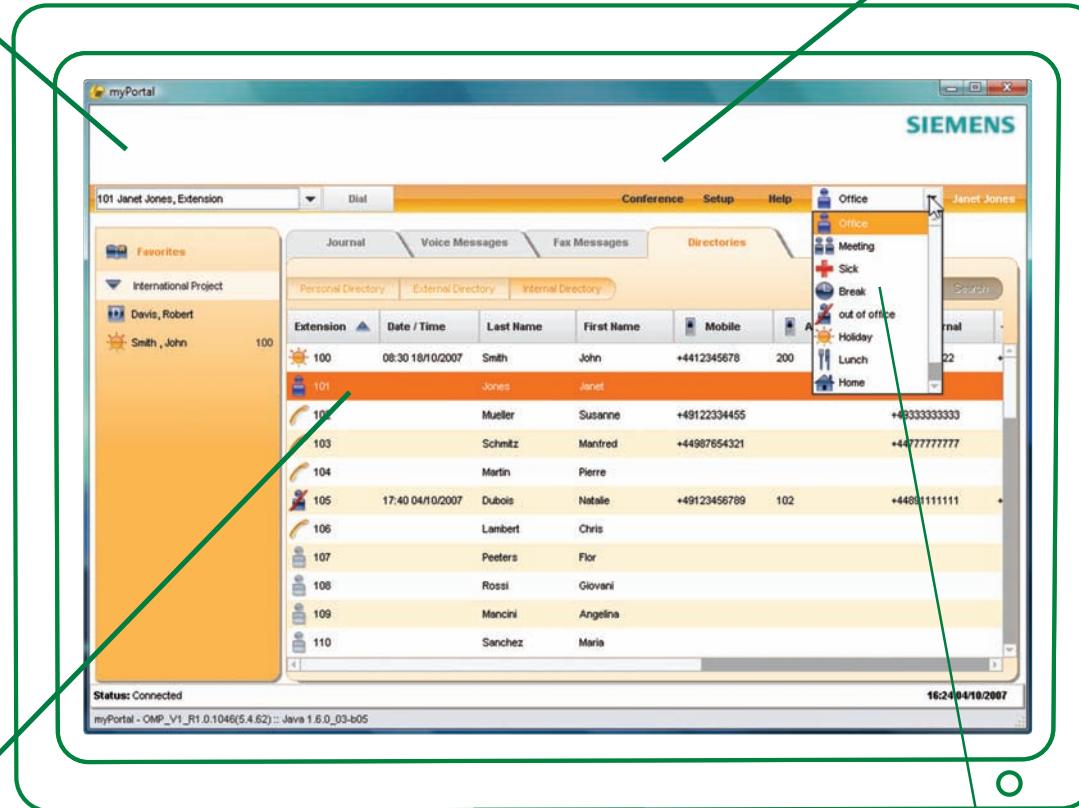 myPortal
SIEMENS
101 Janet Jones, Extension Dial Conference Setup Help Office Janet Jones
Office
Meeting
Sick
Break
out of office
Holiday
Lunch
Home
Favorites
International Project
Davis, Robert
Smith , John 100
Journal Voice Messages Fax Messages Directories
Personal Directory External Directory Internal Directory Search
Extension Date / Time Last Name First Name Mobile
100 08:30 18/10/2007 Smith John +4412345678 200 22
101 Jones Janet
102 Mueller Susanne +49122334455 +49333333333
103 Schmitz Manfred +44987654321 +44777777777
104 Martin Pierre
105 17:40 04/10/2007 Dubois Natalie +49123456789 102 +44891111111
106 Lambert Chris
107 Peeters Flor
108 Rossi Giovani
109 Mancini Angelina
110 Sanchez Maria
Status: Connected 16:24 04/10/2007
myPortal - OMP_V1_R1.0.1046(5.4.62) :: Java 1.6.0_03-b05